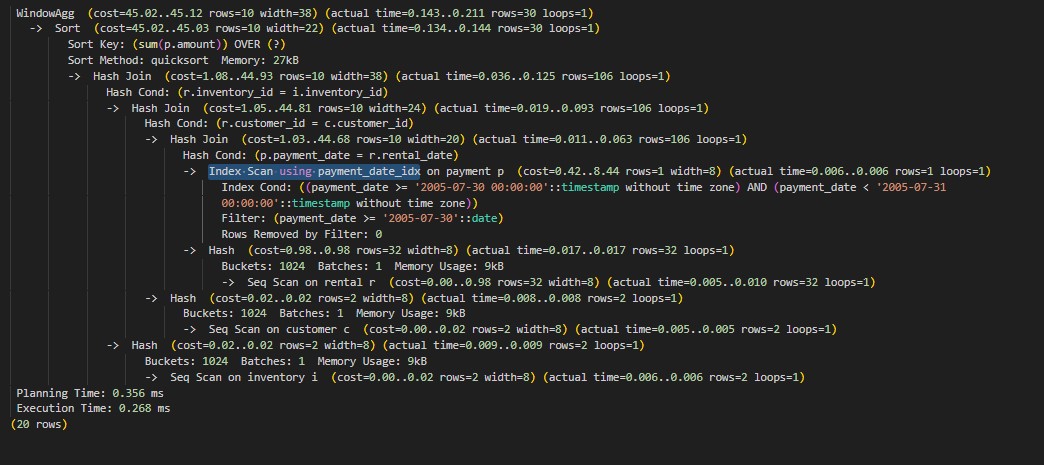 WindowAgg (cost=45.02..45.12 rows=10 width=38) (actual time=0.143..0.211 rows=30 loops=1)
-> Sort (cost=45.02..45.03 rows=10 width=22) (actual time=0.134..0.144 rows=30 loops=1)
Sort Key: (sum(p.amount)) OVER (?)
Sort Method: quicksort Memory: 27kB
-> Hash Join (cost=1.08..44.93 rows=10 width=38) (actual time=0.036..0.125 rows=106 loops=1)
Hash Cond: (r.inventory_id = i.inventory_id)
-> Hash Join (cost=1.05..44.81 rows=10 width=24) (actual time=0.019..0.093 rows=106 loops=1)
Hash Cond: (r.customer_id = c.customer_id)
-> Hash Join (cost=1.03..44.68 rows=10 width=20) (actual time=0.011..0.063 rows=106 loops=1)
Hash Cond: (p.payment_date = r.rental_date)
-> Index Scan using payment_date_idx on payment p (cost=0.42..8.44 rows=1 width=8) (actual time=0.006..0.006 rows=1 loops=1)
Index Cond: ((payment_date >= '2005-07-30 00:00:00'::timestamp without time zone) AND (payment_date < '2005-07-31
00:00:00'::timestamp without time zone))
Filter: (payment_date >= '2005-07-30'::date)
Rows Removed by Filter: 0
-> Hash (cost=0.98..0.98 rows=32 width=8) (actual time=0.017..0.017 rows=32 loops=1)
Buckets: 1024 Batches: 1 Memory Usage: 9kB
-> Seq Scan on rental r (cost=0.00..0.98 rows=32 width=8) (actual time=0.005..0.010 rows=32 loops=1)
-> Hash (cost=0.02..0.02 rows=2 width=8) (actual time=0.008..0.008 rows=2 loops=1)
Buckets: 1024 Batches: 1 Memory Usage: 9kB
-> Seq Scan on customer c (cost=0.00..0.02 rows=2 width=8) (actual time=0.005..0.005 rows=2 loops=1)
-> Hash (cost=0.02..0.02 rows=2 width=8) (actual time=0.009..0.009 rows=2 loops=1)
Buckets: 1024 Batches: 1 Memory Usage: 9kB
-> Seq Scan on inventory i (cost=0.00..0.02 rows=2 width=8) (actual time=0.006..0.006 rows=2 loops=1)
Planning Time: 0.356 ms
Execution Time: 0.268 ms
(20 rows)